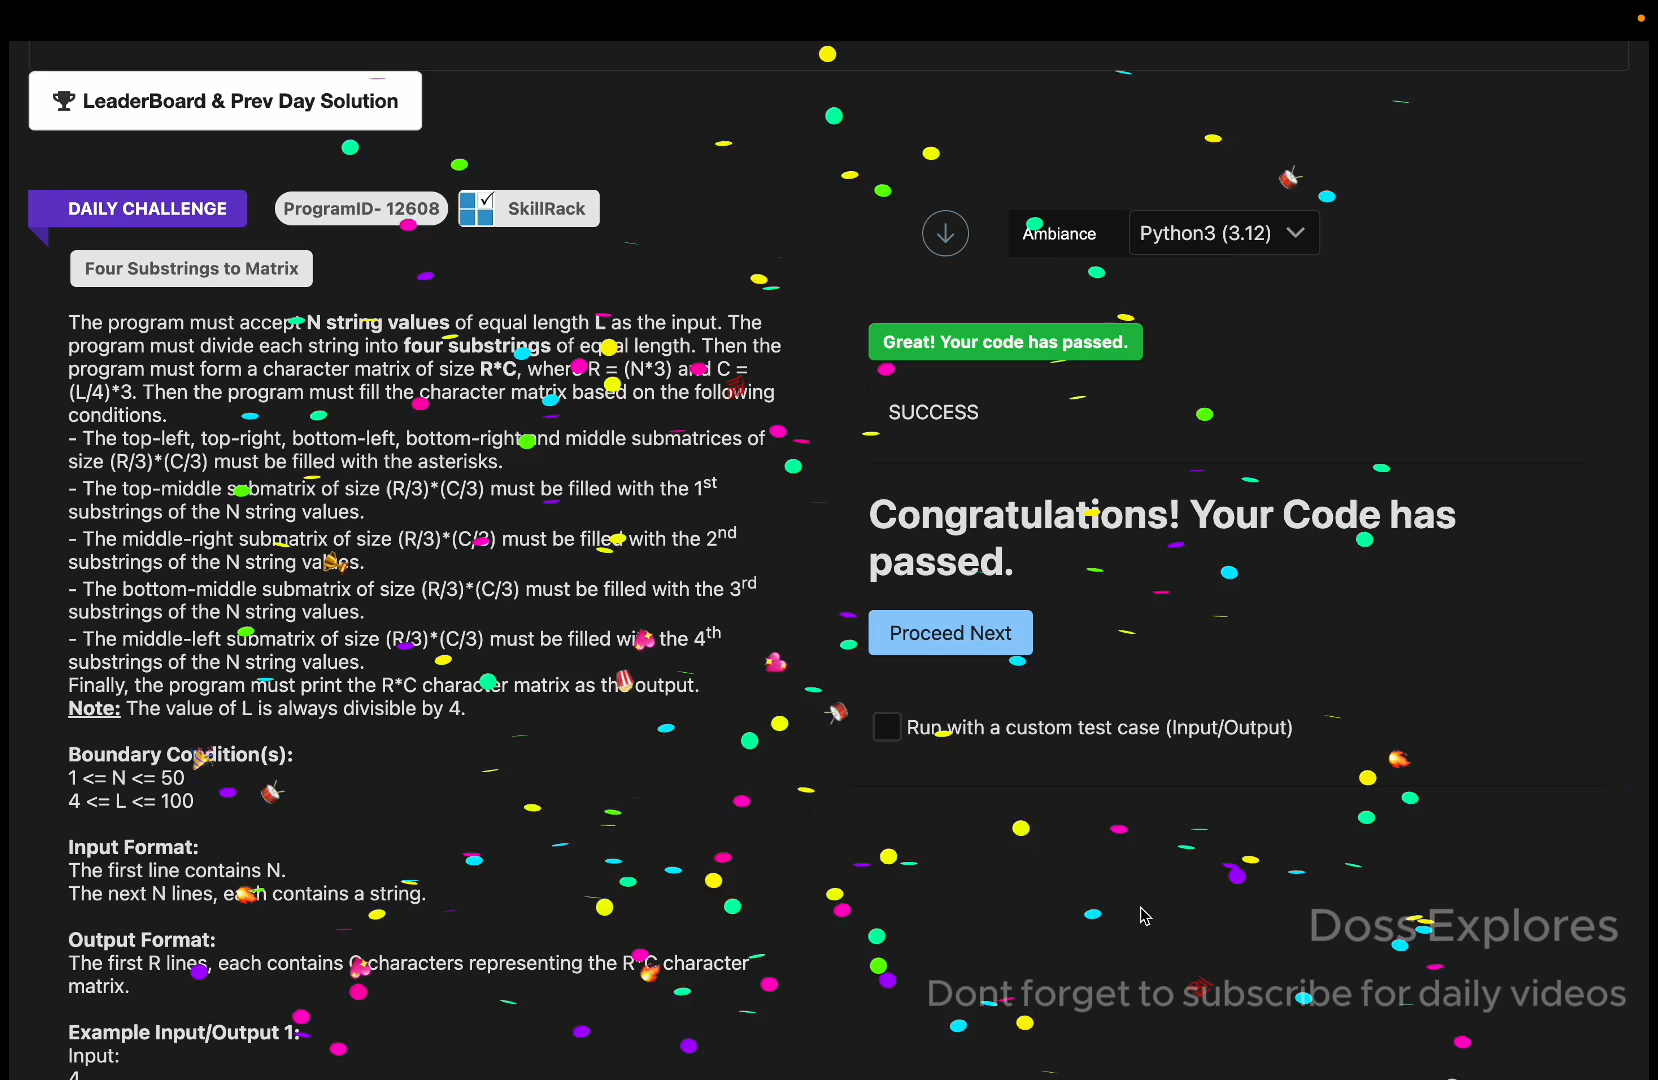 LeaderBoard & Prev Day Solution
DAILY CHALLENGE
ProgramID- 12608
SkillRack
Four Substrings to Matrix
The program must accept N string values of equal length L as the input. The
program must divide each string into four substrings of equal length. Then the
program must form a character matrix of size R*C, where R = (N*3) and C =
(L/4)*3. Then the program must fill the character matrix based on the following
conditions.
- The top-left, top-right, bottom-left, bottom-right and middle submatrices of
size (R/3)*(C/3) must be filled with the asterisks.
- The top-middle submatrix of size (R/3)*(C/3) must be filled with the 1st
substrings of the N string values.
- The middle-right submatrix of size (R/3)*(C/3) must be filled with the 2nd
substrings of the N string values.
- The bottom-middle submatrix of size (R/3)*(C/3) must be filled with the 3rd
substrings of the N string values.
- The middle-left submatrix of size (R/3)*(C/3) must be filled with the 4th
substrings of the N string values.
Finally, the program must print the R*C character matrix as the output.
Note: The value of L is always divisible by 4.
Boundary Condition(s):
1 <= N <= 50
4 <= L <= 100
Input Format:
The first line contains N.
The next N lines, each contains a string.
Output Format:
The first R lines, each contains C characters representing the R*C character
matrix.
Example Input/Output 1:
Input:
4
Ambiance
Python3 (3.12)
Great! Your code has passed.
SUCCESS
Congratulations! Your Code has
passed.
Proceed Next
Run with a custom test case (Input/Output)
Doss Explores
Dont forget to subscribe for daily videos